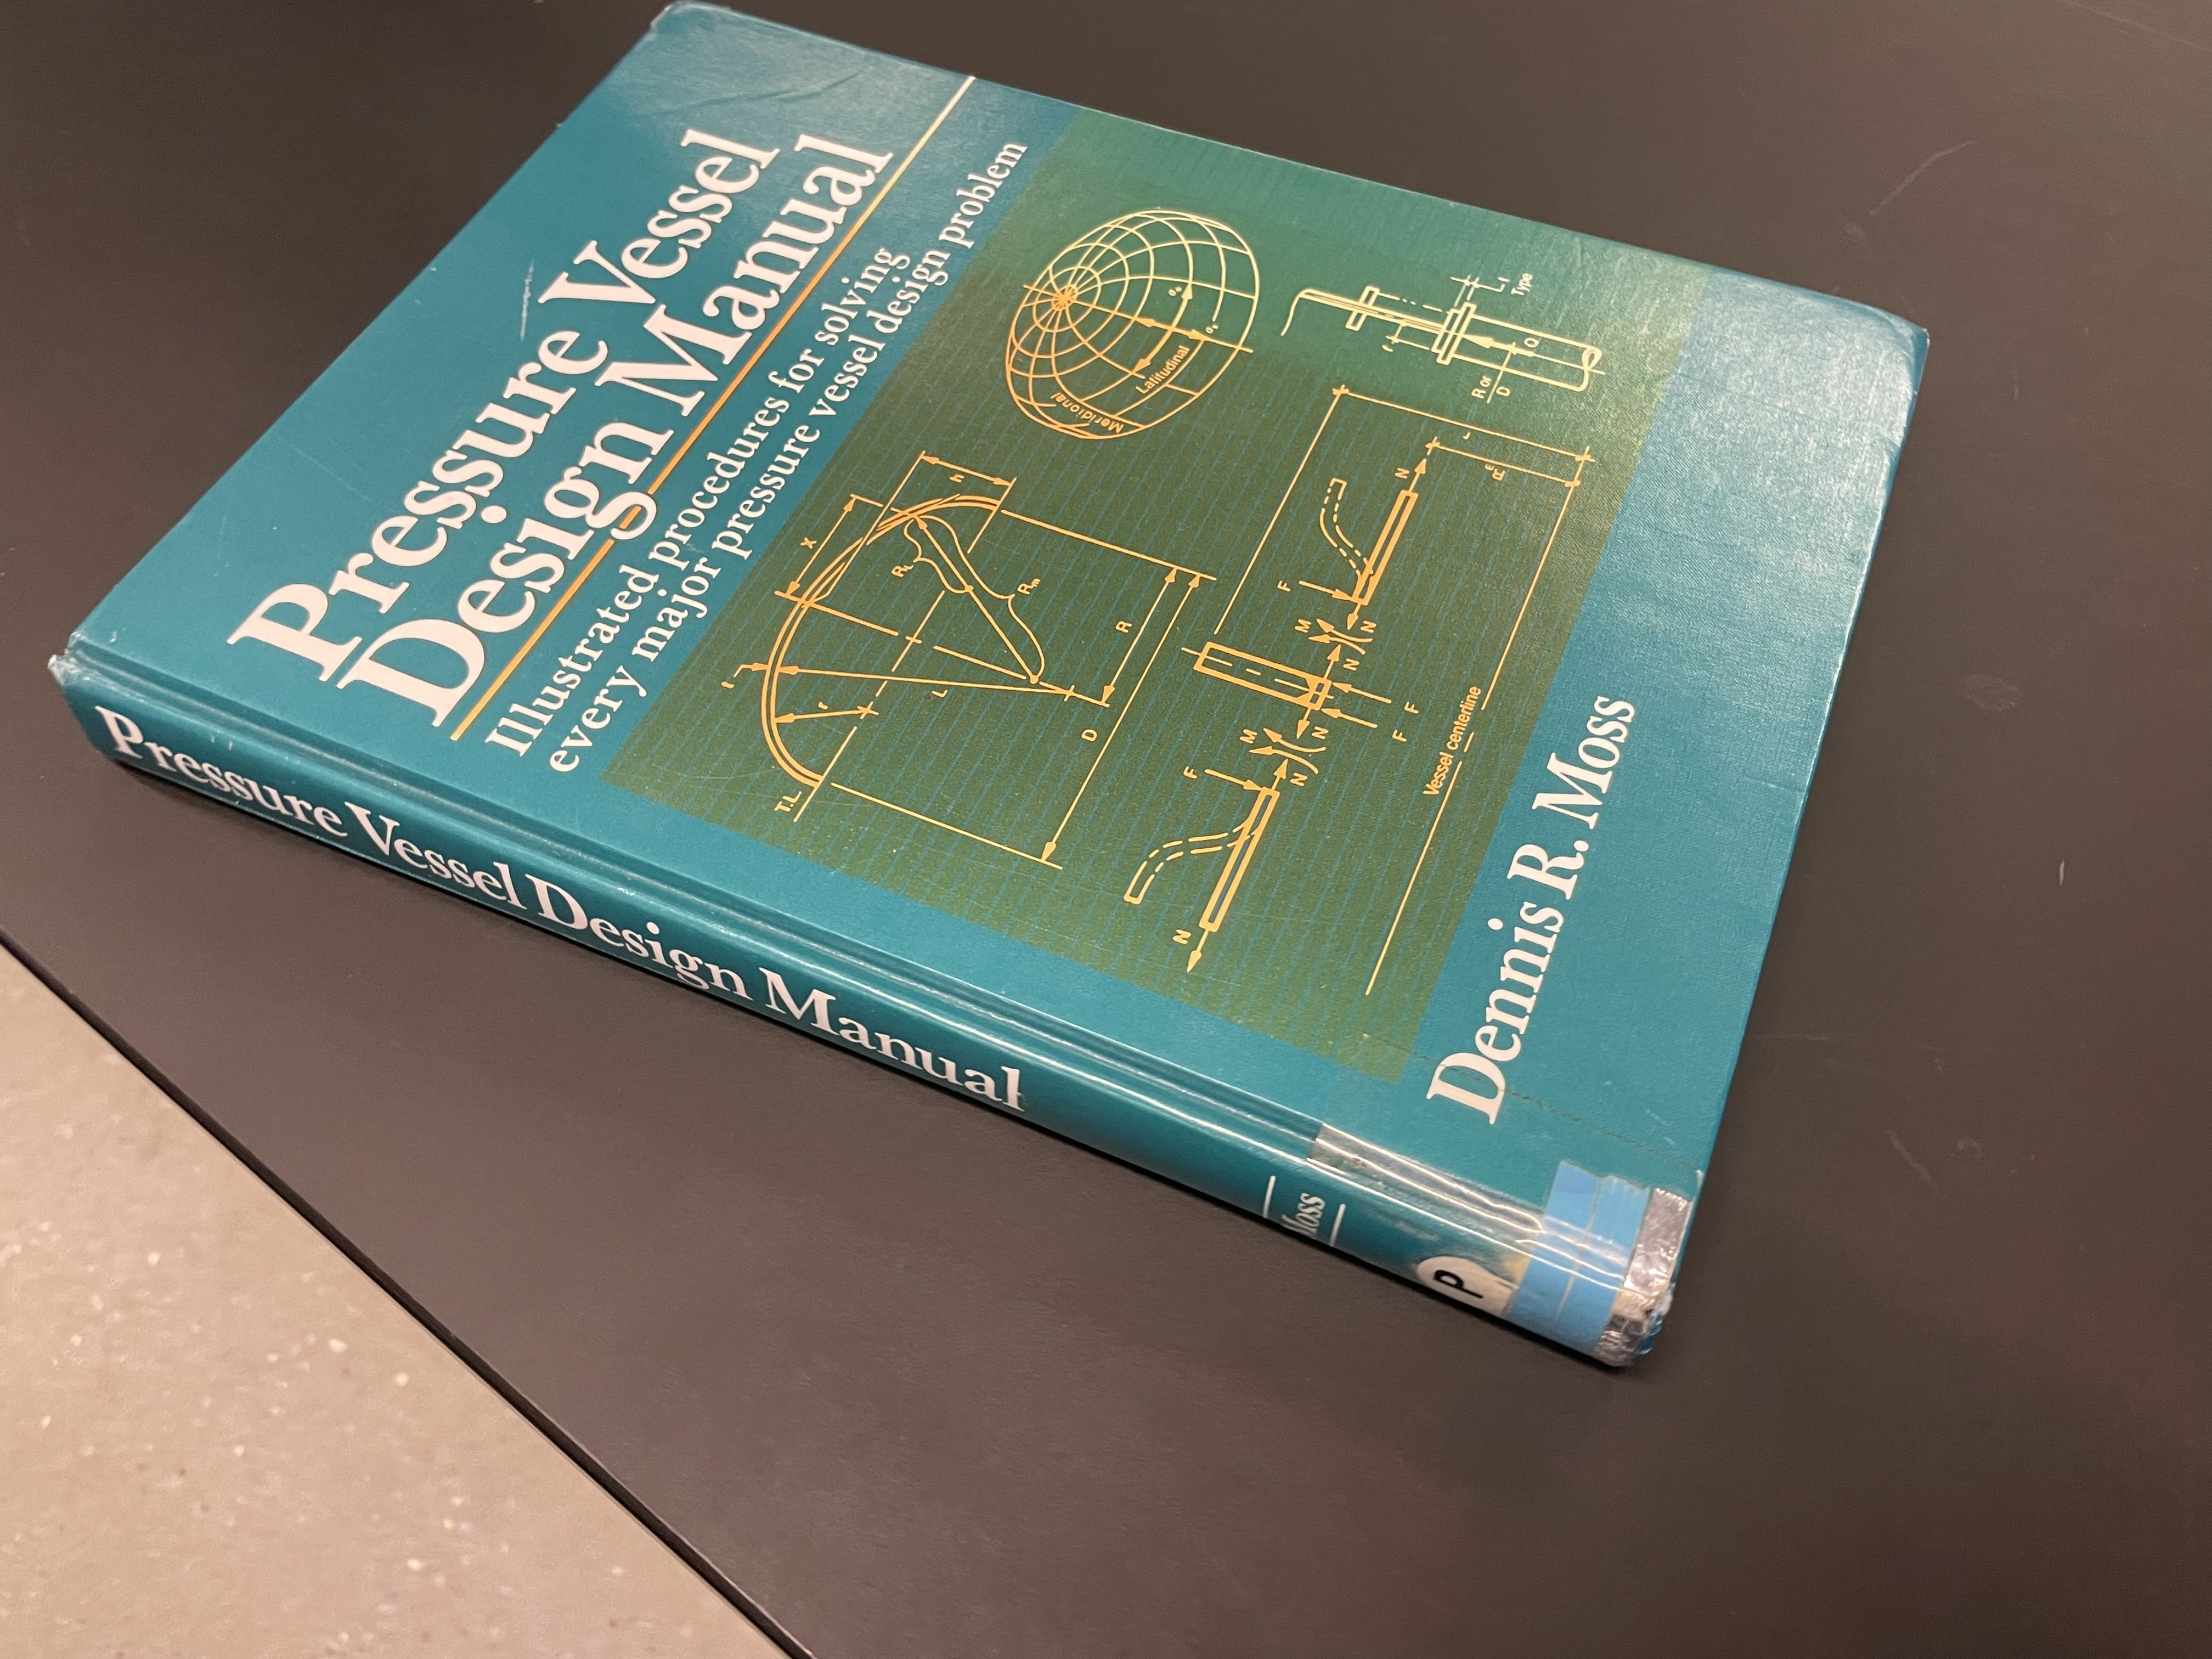 Pressure Vessel
Design Manual
Illustrated procedures for solving
every major pressure vessel design problem
Meridional
Latitudinal
h
X
R
t
L
r
R
D
T.L.
R or
D
Q
Type
N
F
M
N
N
F
F
M
N
N
F
N
Vessel centerline
Dennis R. Moss
Pressure Vessel Design Manual
Moss
P